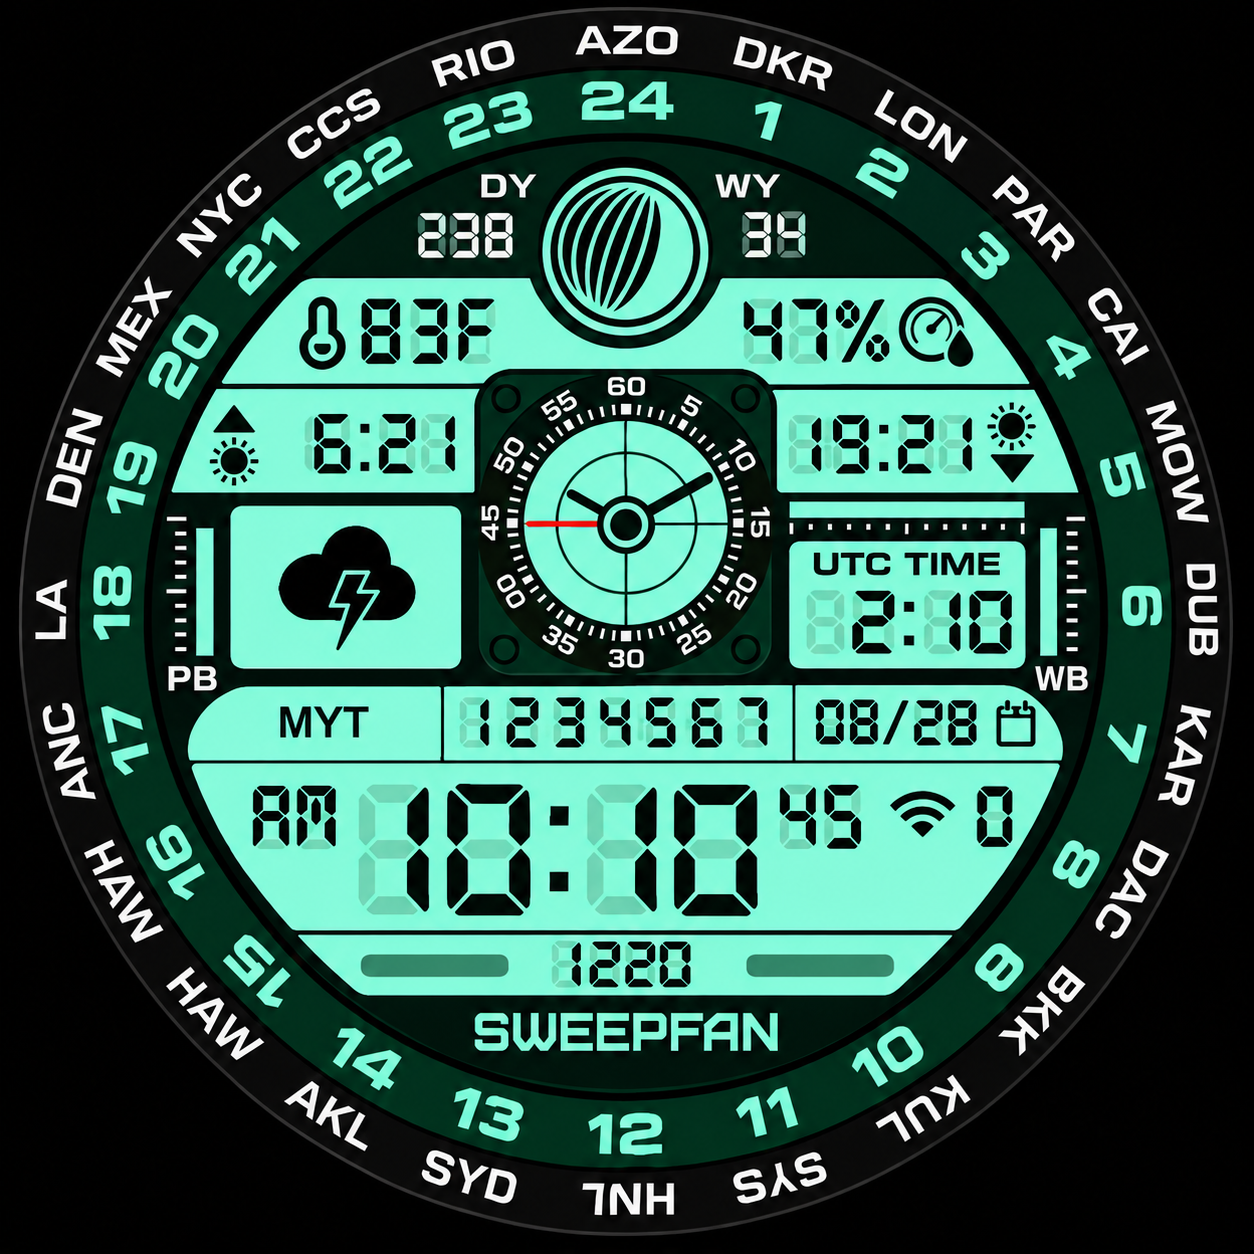 AZO DKR LON PAR CAI MOW DUB KAR DAC BKK KUL SYS HNL SYD AKL HAW HAW ANC LA DEN MEX NYC CCS RIO
24 1 2 3 4 5 6 7 8 9 10 11 12 13 14 15 16 17 18 19 20 21 22 23
DY WY
238 34
83F 47%
6:21 19:21
60 5 10 15 20 25 30 35 00 45 50 55
UTC TIME
2:10
PB WB
MYT 1234567 08/28
AM 10:10 45 0
1220
SWEEPFAN